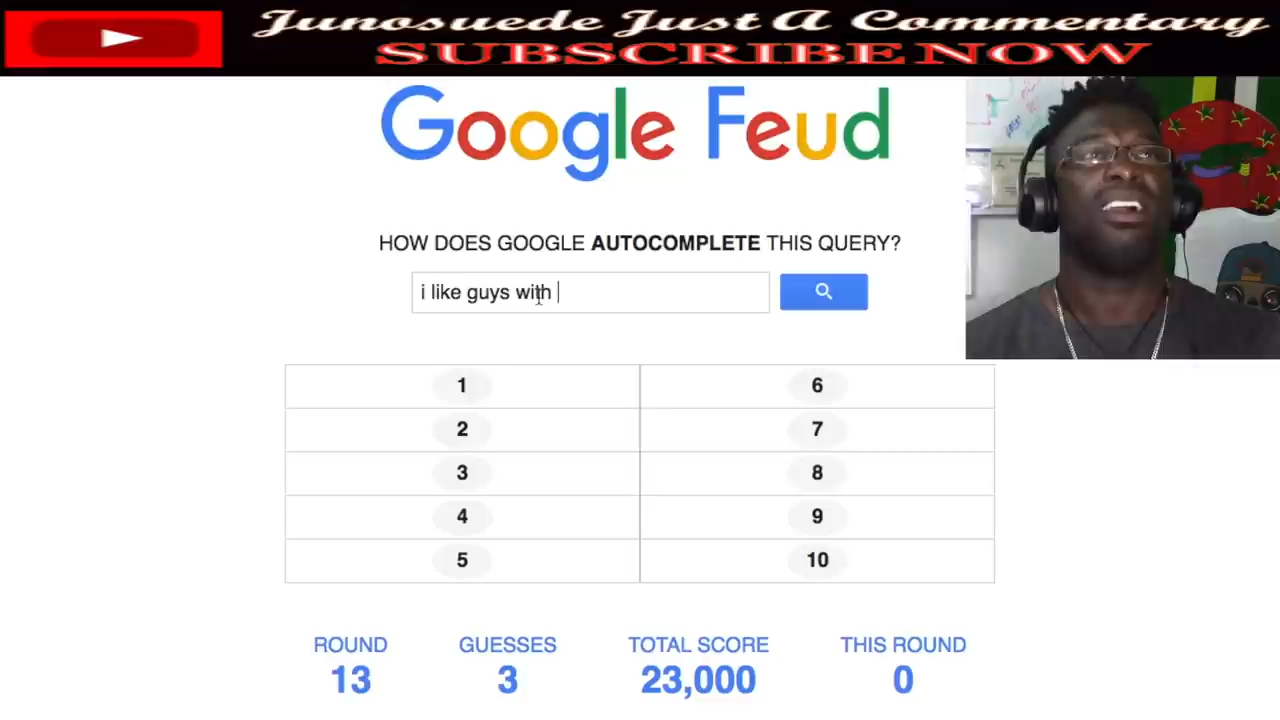 Junosuede Just A Commentary
SUBSCRIBE NOW
Google Feud
HOW DOES GOOGLE AUTOCOMPLETE THIS QUERY?
i like guys with
1 6
2 7
3 8
4 9
5 10
ROUND GUESSES TOTAL SCORE THIS ROUND
13 3 23,000 0